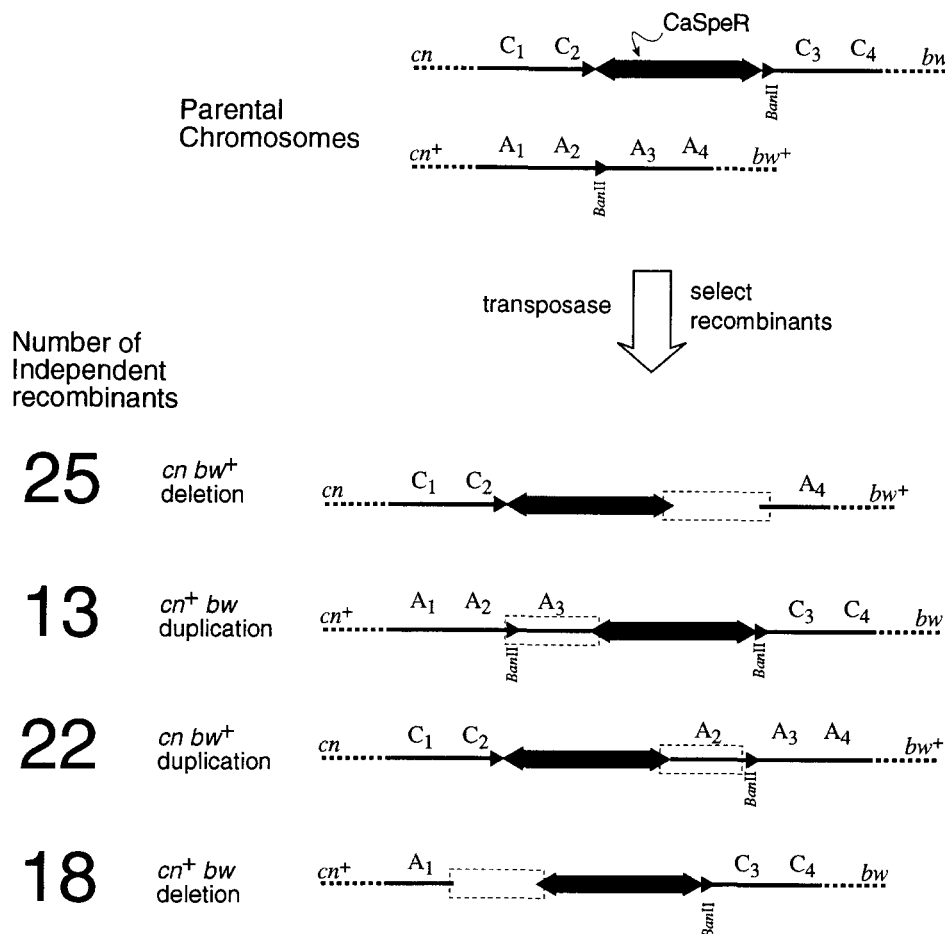 CaSpeR
cn C₁ C₂ C₃ C₄ bw
BanII
Parental
Chromosomes
cn⁺ A₁ A₂ A₃ A₄ bw⁺
BanII
transposase
select
recombinants
Number of
Independent
recombinants
25 cn bw⁺
deletion
cn C₁ C₂ A₄ bw⁺
13 cn⁺ bw
duplication
cn⁺ A₁ A₂ A₃ C₃ C₄ bw
BanII BanII
22 cn bw⁺
duplication
cn C₁ C₂ A₂ A₃ A₄ bw⁺
BanII
18 cn⁺ bw
deletion
cn⁺ A₁ C₃ C₄ bw
BanII